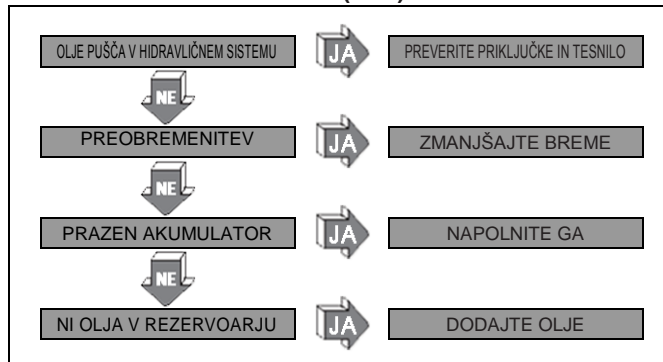 OLJE PUŠČA V HIDRAVLIČNEM SISTEMU JA PREVERITE PRIKLJUČKE IN TESNILO
NE
PREOBREMENITEV JA ZMANJŠAJTE BREME
NE
PRAZEN AKUMULATOR JA NAPOLNITE GA
NE
NI OLJA V REZERVOARJU JA DODAJTE OLJE